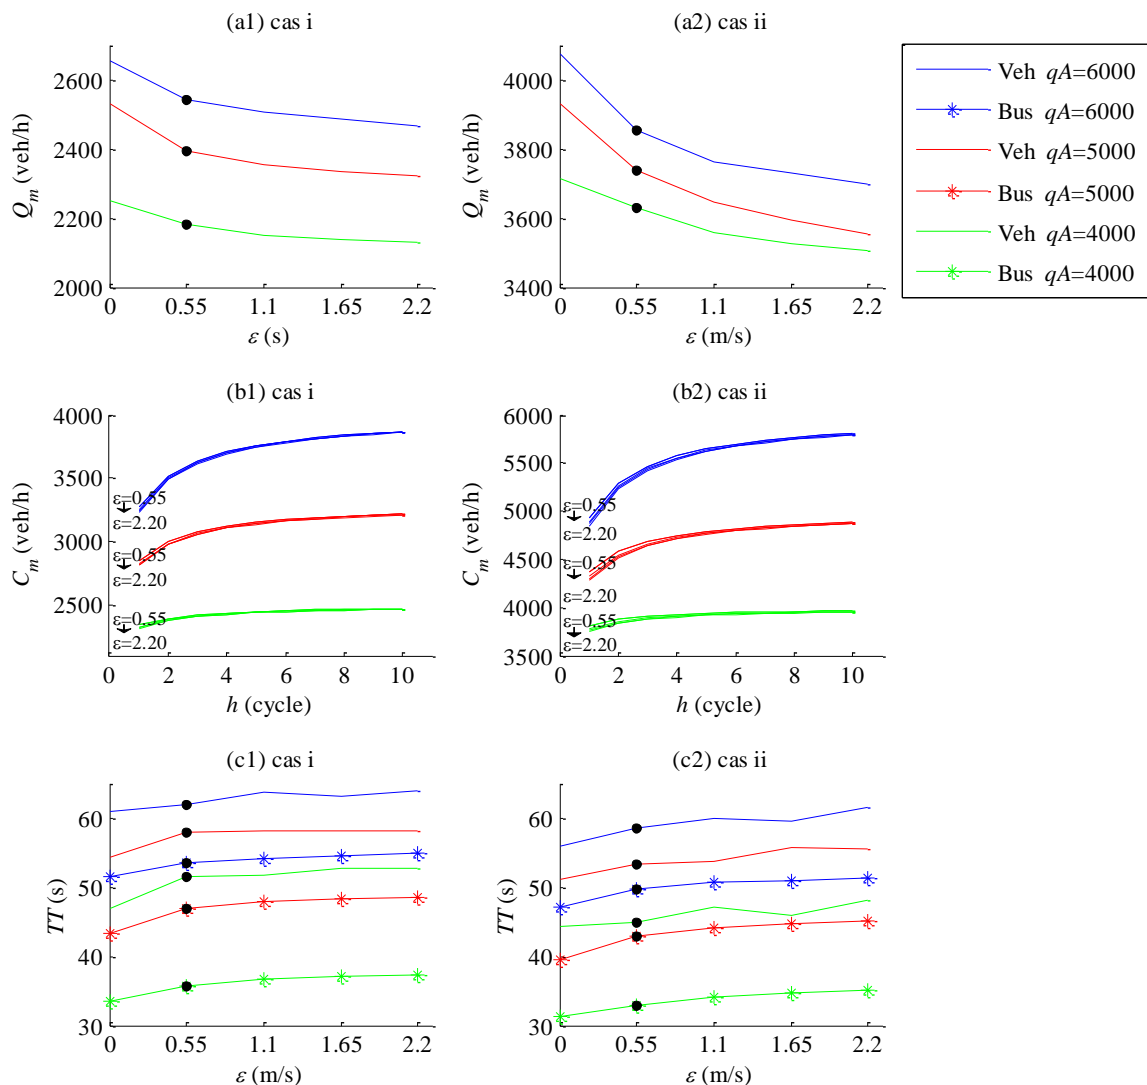 (a1) cas i
2600
2400
2200
2000
0 0.55 1.1 1.65 2.2
Q_m (veh/h)
ε (s)
(a2) cas ii
4000
3800
3600
3400
0 0.55 1.1 1.65 2.2
Q_m (veh/h)
ε (m/s)
Veh qA=6000
Bus qA=6000
Veh qA=5000
Bus qA=5000
Veh qA=4000
Bus qA=4000
(b1) cas i
4000
3500
3000
2500
0 2 4 6 8 10
C_m (veh/h)
h (cycle)
ε=0.55
ε=2.20
ε=0.55
ε=2.20
ε=0.55
ε=2.20
(b2) cas ii
6000
5500
5000
4500
4000
3500
0 2 4 6 8 10
C_m (veh/h)
h (cycle)
ε=0.55
ε=2.20
ε=0.55
ε=2.20
ε=0.55
ε=2.20
(c1) cas i
60
50
40
30
0 0.55 1.1 1.65 2.2
TT (s)
ε (m/s)
(c2) cas ii
60
50
40
30
0 0.55 1.1 1.65 2.2
TT (s)
ε (m/s)